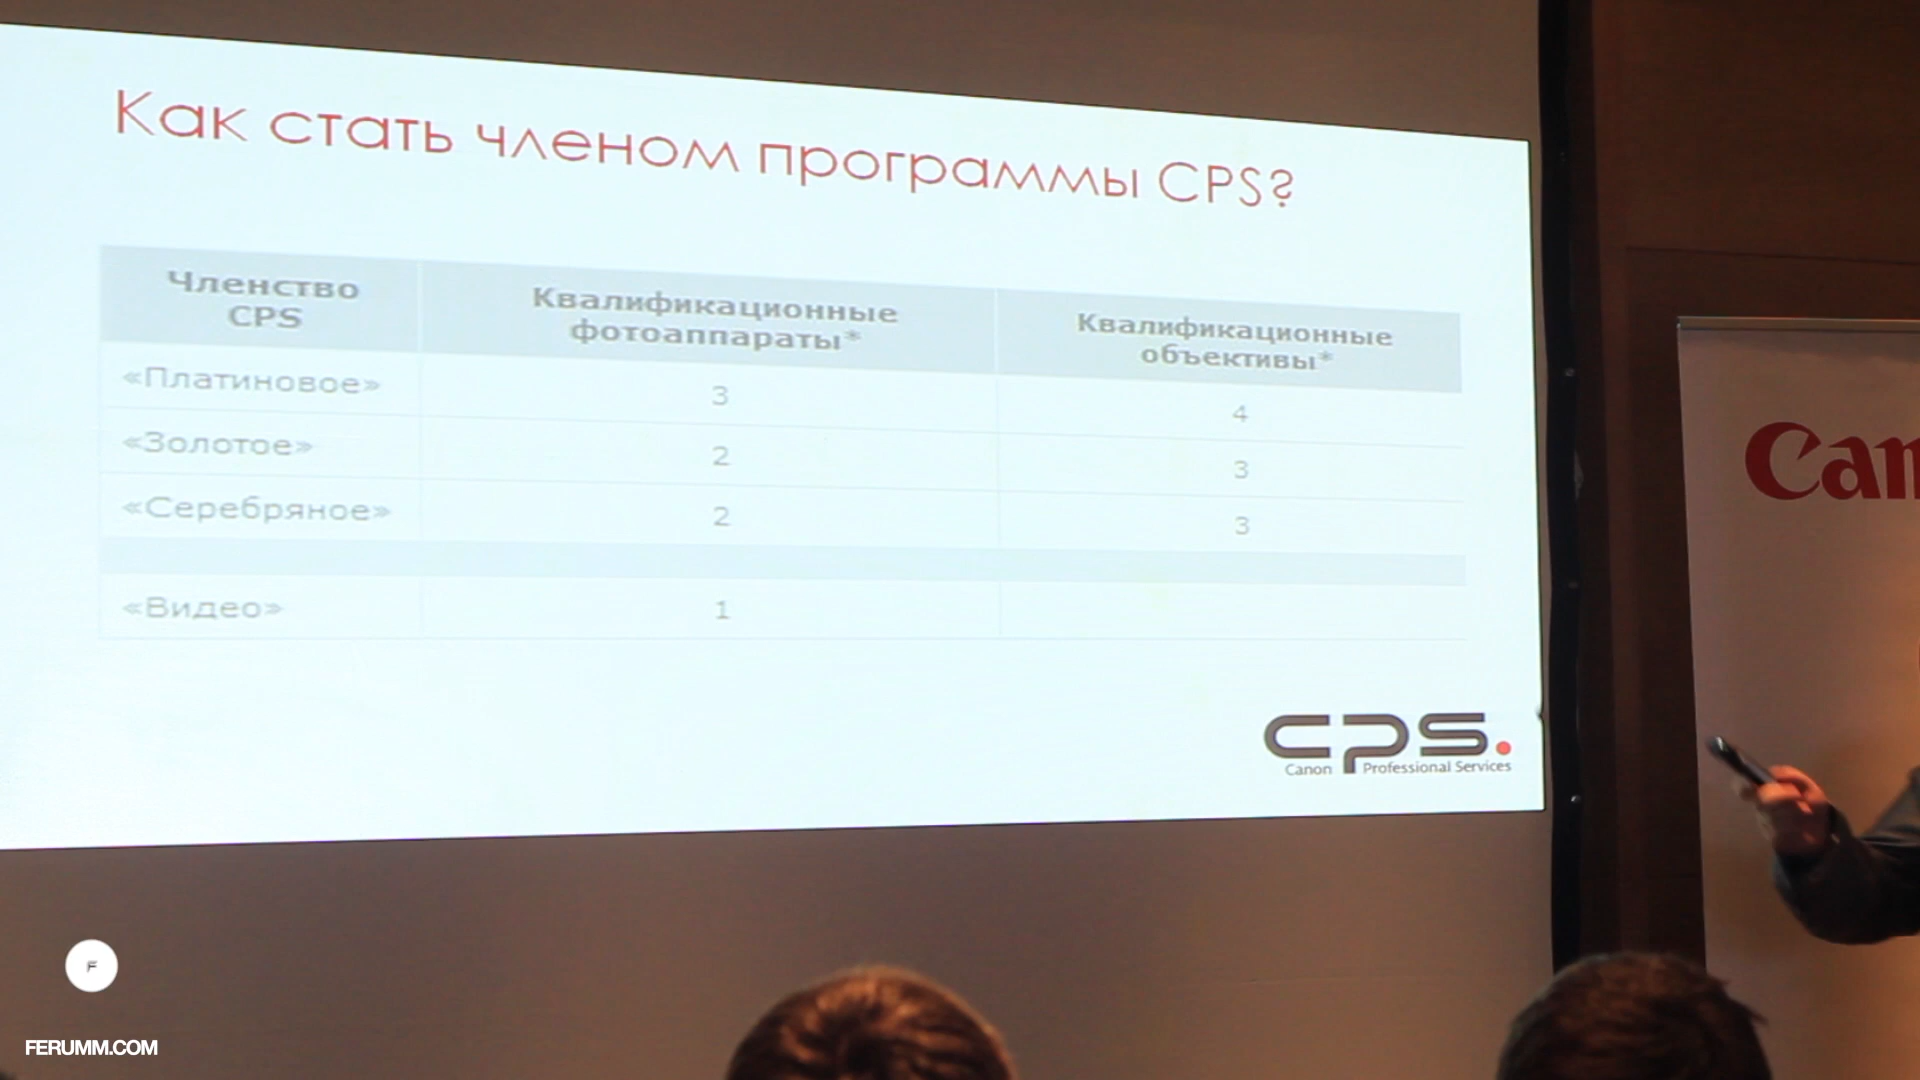 Как стать членом программы CPS?
Членство
CPS
Квалификационные
фотоаппараты*
Квалификационные
объективы*
«Платиновое» 3 4
«Золотое» 2 3
«Серебряное» 2 3
«Видео» 1
cps.
Canon Professional Services
Can
F
FERUMM.COM